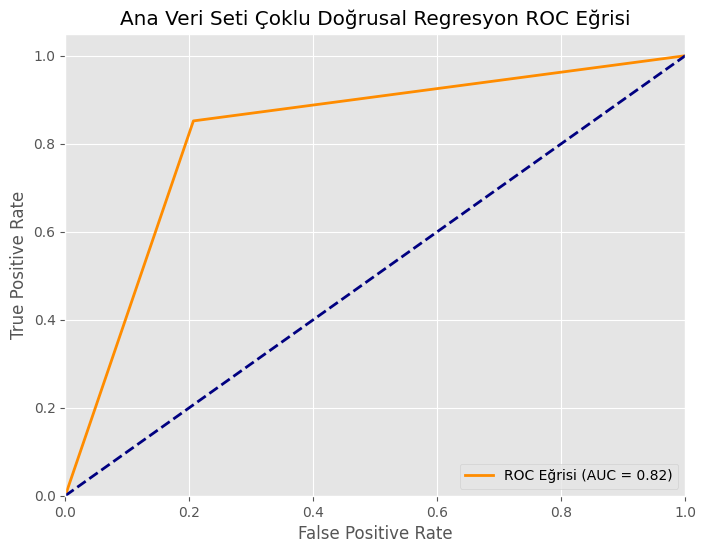 Ana Veri Seti Çoklu Doğrusal Regresyon ROC Eğrisi
True Positive Rate
1.0
0.8
0.6
0.4
0.2
0.0
ROC Eğrisi (AUC = 0.82)
0.0 0.2 0.4 0.6 0.8 1.0
False Positive Rate